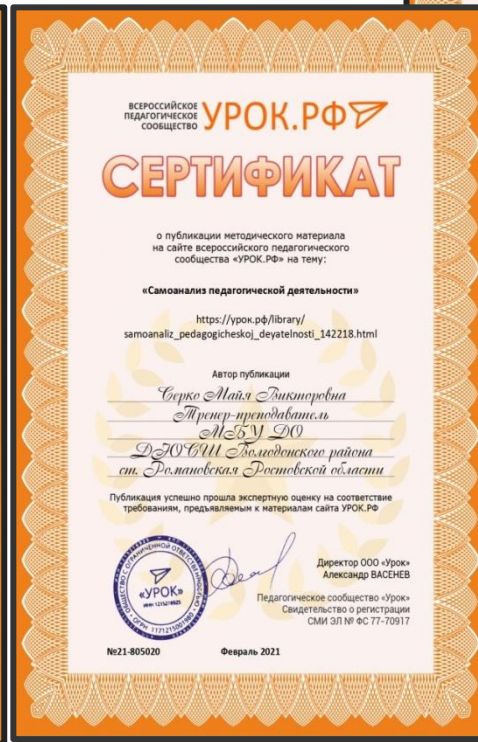 ВСЕРОССИЙСКОЕ
ПЕДАГОГИЧЕСКОЕ
СООБЩЕСТВО
УРОК.РФ
СЕРТИФИКАТ
о публикации методического материала
на сайте всероссийского педагогического
сообщества «УРОК.РФ» на тему:
«Самоанализ педагогической деятельности»
https://урок.рф/library/
samoanaliz_pedagogicheskoj_deyatelnosti_142218.html
Автор публикации
Серко Майя Викторовна
Тренер-преподаватель
МБУ ДО
ДЮСШ Волгодонского района
ст. Романовская Ростовской области
Публикация успешно прошла экспертную оценку на соответствие
требованиям, предъявляемым к материалам сайта УРОК.РФ
ОБЩЕСТВО С ОГРАНИЧЕННОЙ ОТВЕТСТВЕННОСТЬЮ
«УРОК»
Директор ООО «Урок»
Александр ВАСЕНЕВ
Педагогическое сообщество «Урок»
Свидетельство о регистрации
СМИ ЭЛ № ФС 77-70917
№21-805020
Февраль 2021